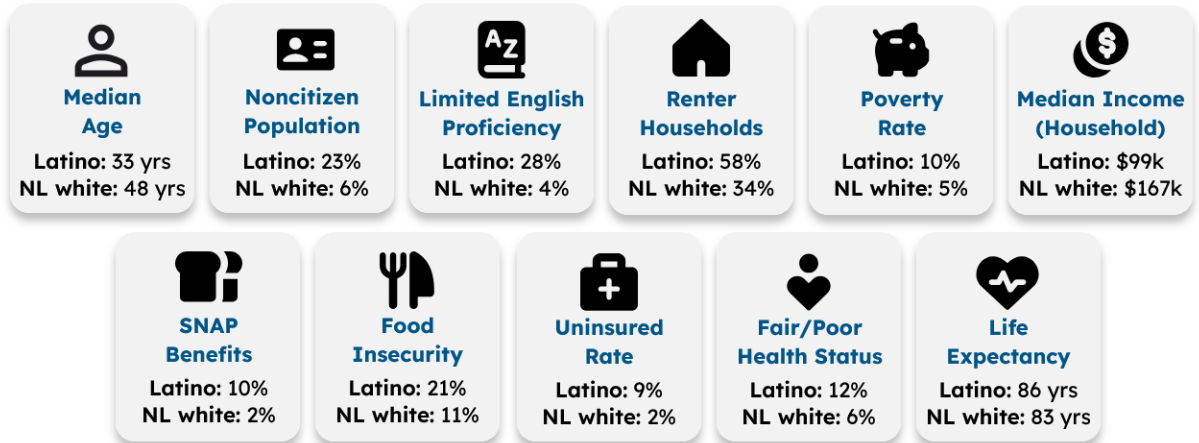 Median
Age
Latino: 33 yrs
NL white: 48 yrs
Noncitizen
Population
Latino: 23%
NL white: 6%
AZ
Limited English
Proficiency
Latino: 28%
NL white: 4%
Renter
Households
Latino: 58%
NL white: 34%
Poverty
Rate
Latino: 10%
NL white: 5%
$
Median Income
(Household)
Latino: $99k
NL white: $167k
SNAP
Benefits
Latino: 10%
NL white: 2%
Food
Insecurity
Latino: 21%
NL white: 11%
Uninsured
Rate
Latino: 9%
NL white: 2%
Fair/Poor
Health Status
Latino: 12%
NL white: 6%
Life
Expectancy
Latino: 86 yrs
NL white: 83 yrs